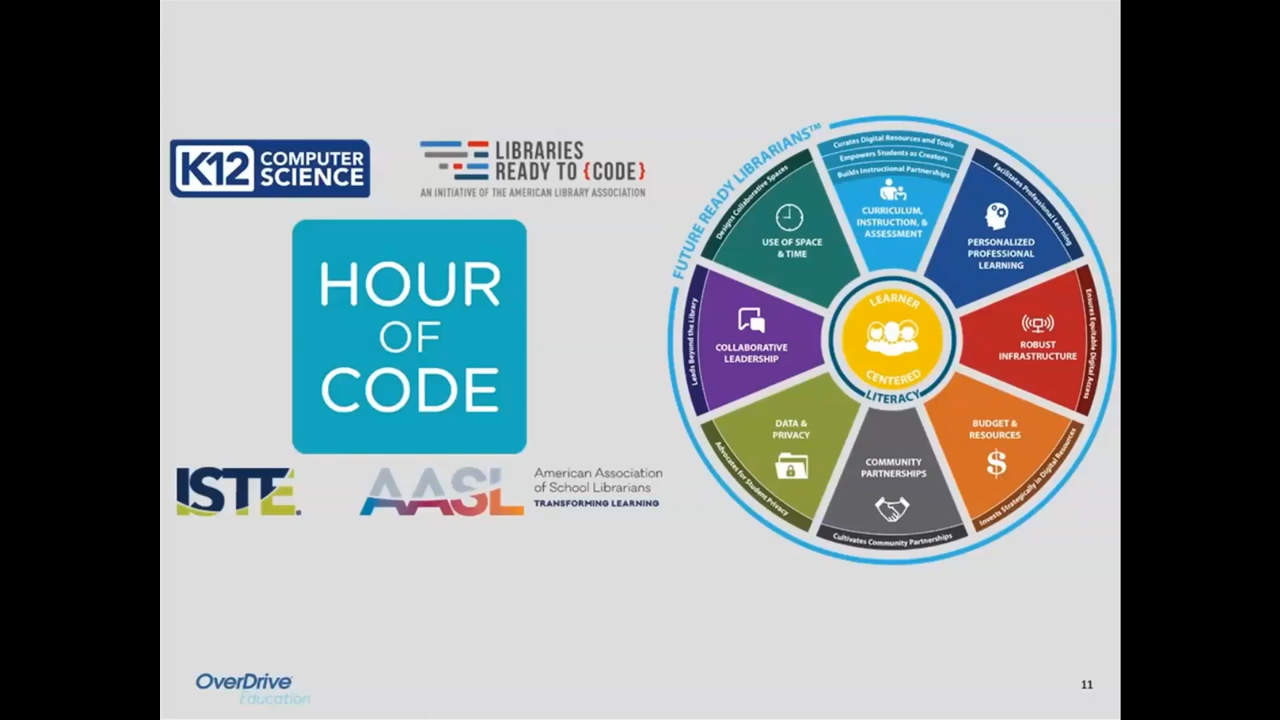 K12 COMPUTER
SCIENCE
LIBRARIES
READY TO {CODE}
AN INITIATIVE OF THE AMERICAN LIBRARY ASSOCIATION
HOUR
OF
CODE
ISTE.
AASL
American Association
of School Librarians
TRANSFORMING LEARNING
FUTURE READY LIBRARIANS™
Curates Digital Resources and Tools
Empowers Students as Creators
Builds Instructional Partnerships
CURRICULUM,
INSTRUCTION, &
ASSESSMENT
Facilitates Professional Learning
PERSONALIZED
PROFESSIONAL
LEARNING
Ensures Equitable Digital Access
ROBUST
INFRASTRUCTURE
Invests Strategically in Digital Resources
BUDGET &
RESOURCES
$
Cultivates Community Partnerships
COMMUNITY
PARTNERSHIPS
Advocates for Student Privacy
DATA &
PRIVACY
Leads Beyond the Library
COLLABORATIVE
LEADERSHIP
Designs Collaborative Spaces
USE OF SPACE
& TIME
LEARNER
CENTERED
LITERACY
OverDrive
Education
11